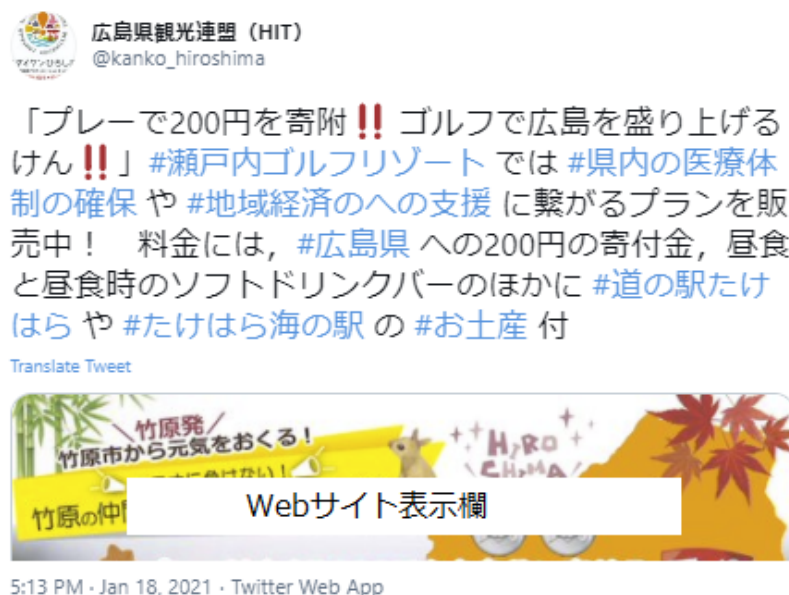 広島県観光連盟（HIT）
@kanko_hiroshima
「プレーで200円を寄附‼ ゴルフで広島を盛り上げる
けん‼」#瀬戸内ゴルフリゾート では #県内の医療体
制の確保 や #地域経済のへの支援 に繋がるプランを販
売中！　料金には，#広島県 への200円の寄付金，昼食
と昼食時のソフトドリンクバーのほかに #道の駅たけ
はら や #たけはら海の駅 の #お土産 付
Translate Tweet
竹原発
竹原市から元気をおくる！
HIRO
SHIMA
に負けない！
竹原の仲間
Webサイト表示欄
5:13 PM · Jan 18, 2021 · Twitter Web App